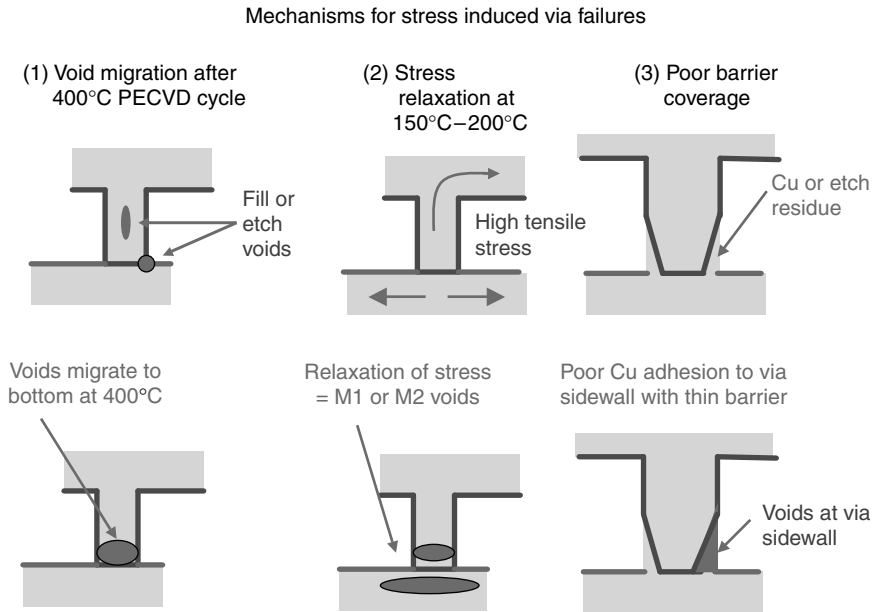 Mechanisms for stress induced via failures
(1) Void migration after
400°C PECVD cycle
(2) Stress
relaxation at
150°C–200°C
(3) Poor barrier
coverage
Fill or
etch
voids
High tensile
stress
Cu or etch
residue
Voids migrate to
bottom at 400°C
Relaxation of stress
= M1 or M2 voids
Poor Cu adhesion to via
sidewall with thin barrier
Voids at via
sidewall